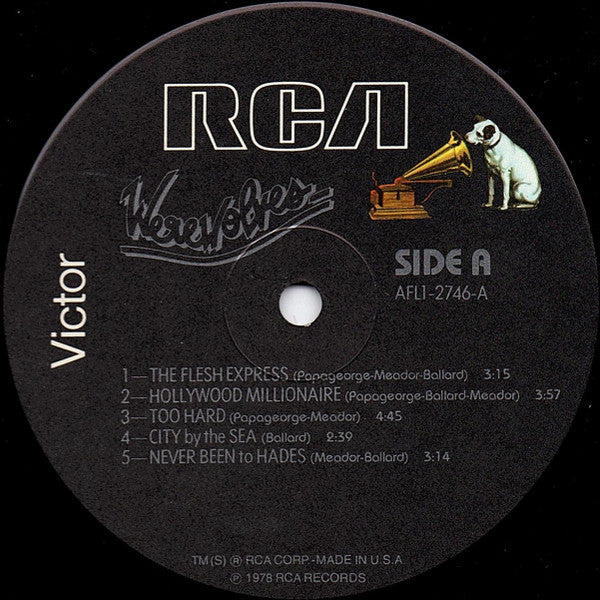 RCA
Werewolves
Victor
SIDE A
AFL1-2746-A
1—THE FLESH EXPRESS (Papageorge-Meador-Ballard) 3:15
2—HOLLYWOOD MILLIONAIRE (Papageorge-Ballard-Meador) 3:57
3—TOO HARD (Papageorge-Meador) 4:45
4—CITY by the SEA (Ballard) 2:39
5—NEVER BEEN to HADES (Meador-Ballard) 3:14
TM(S) ® RCA CORP-MADE IN U.S.A
℗ 1978 RCA RECORDS